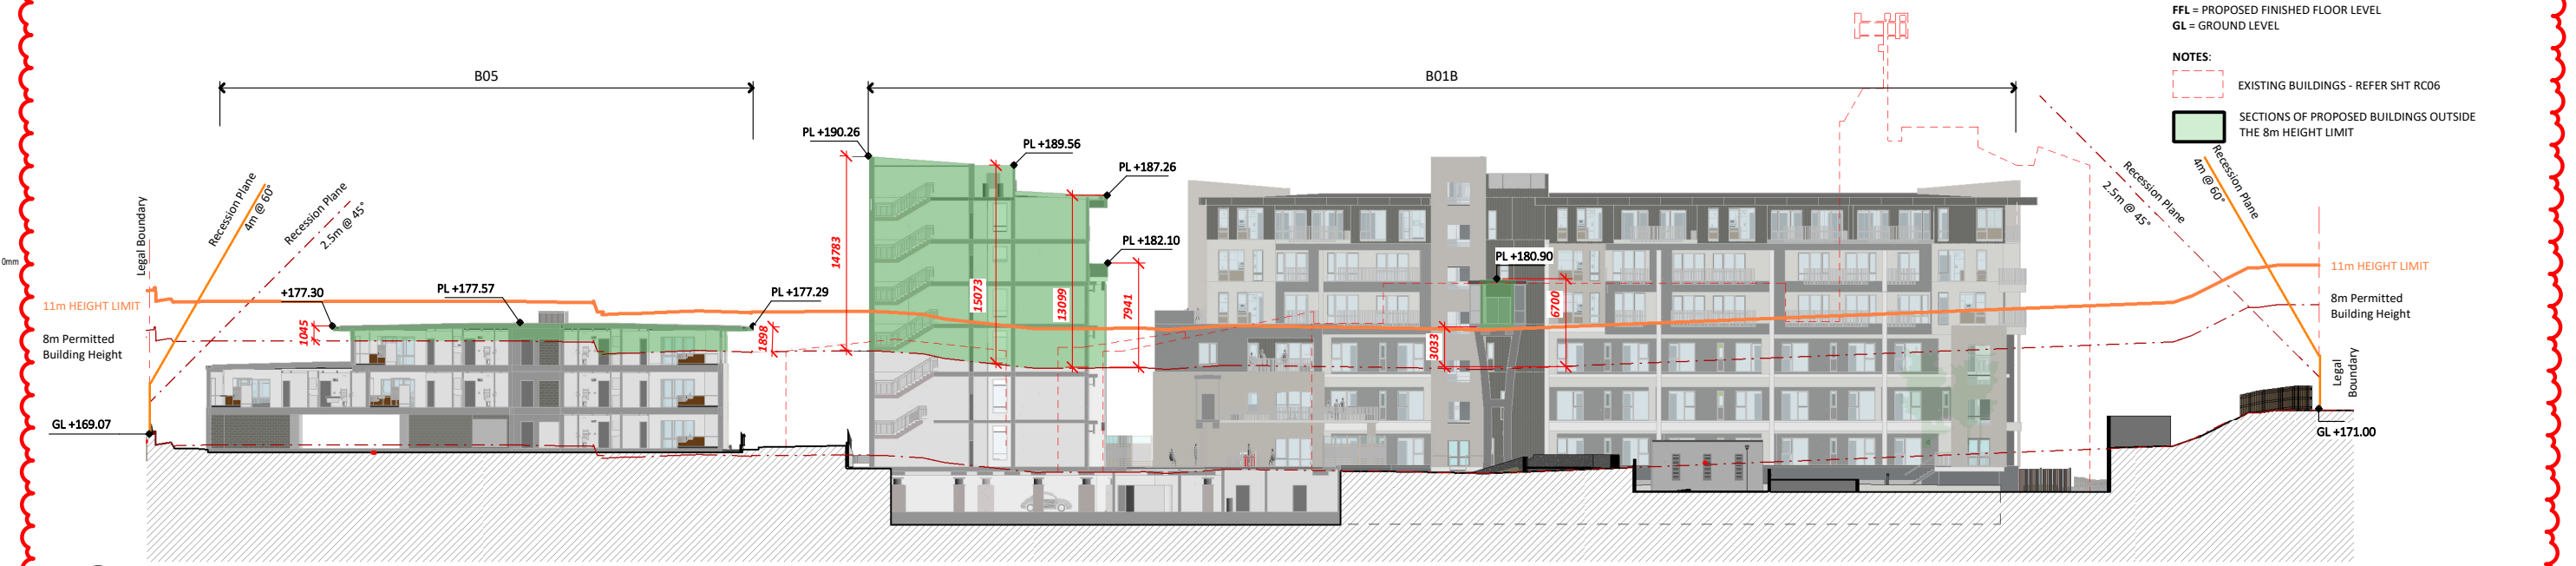 FFL = PROPOSED FINISHED FLOOR LEVEL
GL = GROUND LEVEL
NOTES:
EXISTING BUILDINGS - REFER SHT RC06
SECTIONS OF PROPOSED BUILDINGS OUTSIDE
THE 8m HEIGHT LIMIT
B05
B01B
PL +190.26
PL +189.56
PL +187.26
PL +182.10
PL +180.90
14783
15073
13099
7941
3033
6700
Legal Boundary
Recession Plane
4m @ 60°
Recession Plane
2.5m @ 45°
0mm
11m HEIGHT LIMIT
8m Permitted
Building Height
GL +169.07
+177.30
1045
PL +177.57
PL +177.29
1898
Recession Plane
2.5m @ 45°
Recession Plane
4m @ 60°
11m HEIGHT LIMIT
8m Permitted
Building Height
Legal
Boundary
GL +171.00